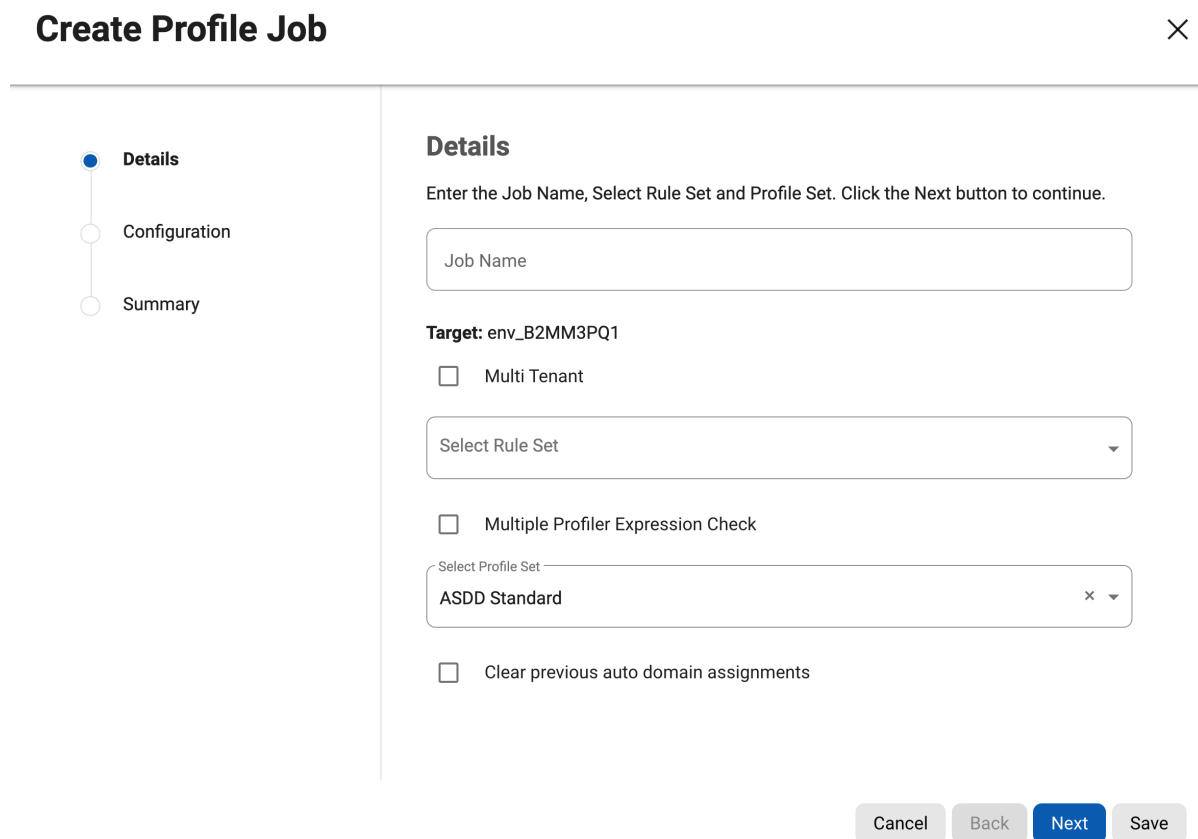 Create Profile Job
Details
Configuration
Summary
Details
Enter the Job Name, Select Rule Set and Profile Set. Click the Next button to continue.
Job Name
Target: env_B2MM3PQ1
Multi Tenant
Select Rule Set
Multiple Profiler Expression Check
Select Profile Set
ASDD Standard
Clear previous auto domain assignments
Cancel Back Next Save